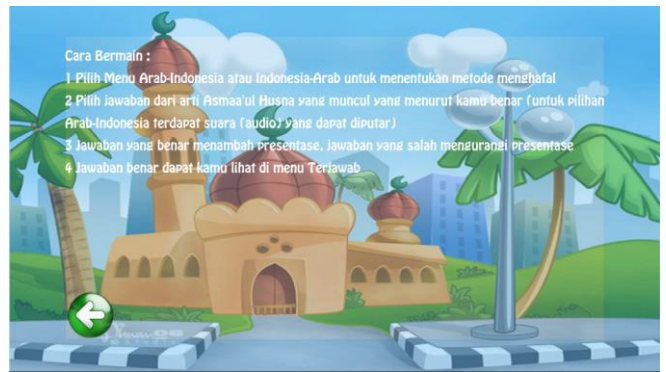 Cara Bermain :
1 Pilih Menu Arab-Indonesia atau Indonesia-Arab untuk menentukan metode menghafal
2 Pilih jawaban dari arti Asmaa'ul Husna yang muncul yang menurut kamu benar (untuk pilihan
Arab-Indonesia terdapat suara (audio) yang dapat diputar)
3 Jawaban yang benar menambah presentase, jawaban yang salah mengurangi presentase
4 Jawaban benar dapat kamu lihat di menu Terjawab